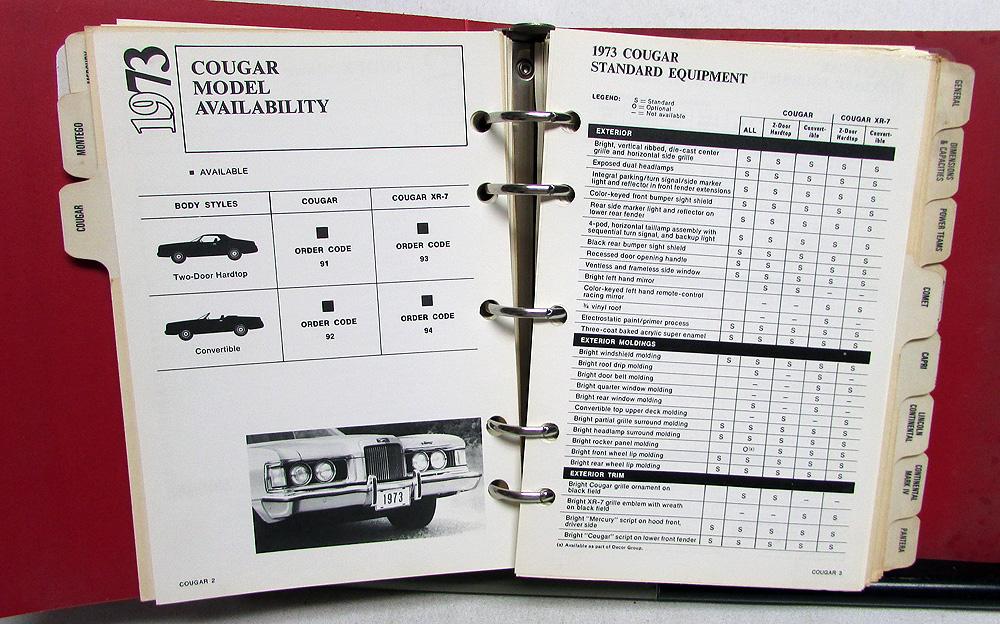 MONTEGO
COUGAR
1973
COUGAR
MODEL
AVAILABILITY
■ AVAILABLE
BODY STYLES COUGAR COUGAR XR-7
Two-Door Hardtop
ORDER CODE
91
ORDER CODE
93
Convertible
ORDER CODE
92
ORDER CODE
94
1973
COUGAR 2
1973 COUGAR
STANDARD EQUIPMENT
LEGEND: S = Standard
O = Optional
– = Not available
COUGAR COUGAR XR-7
ALL 2-Door Hardtop Convert-ible 2-Door Hardtop Convert-ible
EXTERIOR
Bright, vertical ribbed, die-cast center
grille and horizontal side grille S S S S S
Exposed dual headlamps S S S S S
Integral parking/turn signal/side marker
light and reflector in front fender extensions S S S S S
Color-keyed front bumper sight shield S S S S S
Rear side marker light and reflector on
lower rear fender S S S S S
4-pod, horizontal taillamp assembly with
sequential turn signal, and backup light S S S S S
Black rear bumper sight shield
Recessed door opening handle
Ventless and frameless side window
Bright left hand mirror
Color-keyed left hand remote-control
racing mirror
¾ vinyl roof
Electrostatic paint/primer process
Three-coat baked acrylic super enamel
EXTERIOR MOLDINGS
Bright windshield molding
Bright roof drip molding
Bright door belt molding
Bright quarter window molding
Bright rear window molding
Convertible top upper deck molding
Bright partial grille surround molding
Bright headlamp surround molding
Bright rocker panel molding
Bright front wheel lip molding
Bright rear wheel lip molding
EXTERIOR TRIM
Bright Cougar grille ornament on
black field S S – –
Bright XR-7 grille emblem with wreath
on black field – – S S
Bright "Mercury" script on hood front,
driver side S S S S S
Bright "Cougar" script on lower front fender S S S S S
(a) Available as part of Decor Group.
COUGAR 3
GENERAL
DIMENSIONS
& CAPACITIES
POWER TEAMS
COMET
CAPRI
LINCOLN
CONTINENTAL
CONTINENTAL
MARK IV
PANTERA